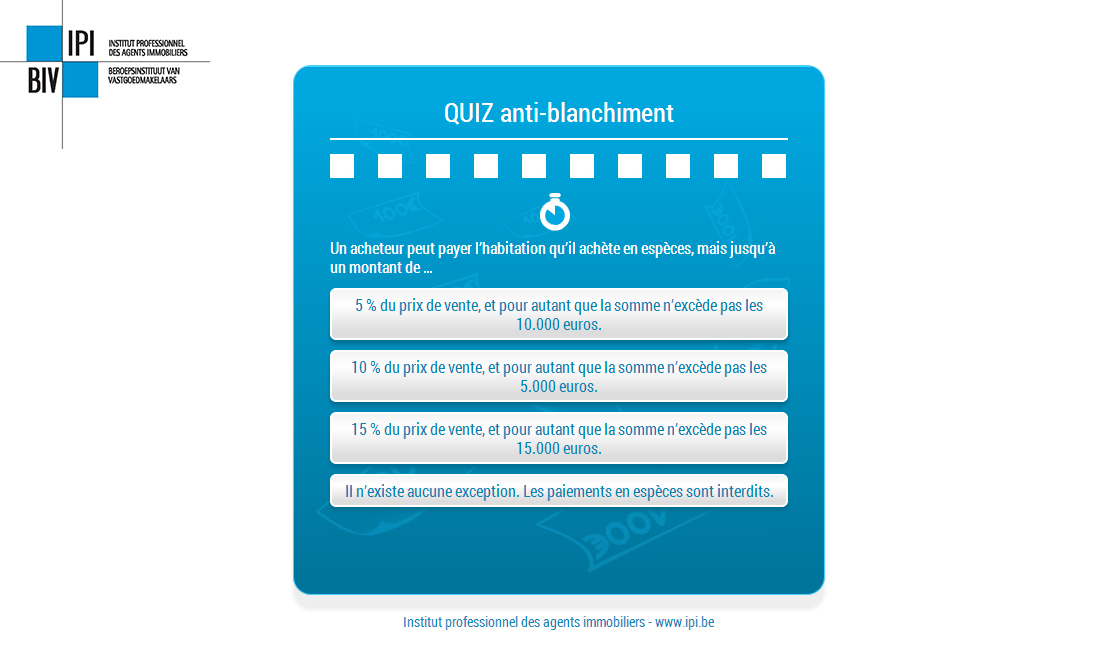 IPI
INSTITUT PROFESSIONNEL
DES AGENTS IMMOBILIERS
BIV
BEROEPSINSTITUUT VAN
VASTGOEDMAKELAARS
QUIZ anti-blanchiment
100€
100€
300€
Un acheteur peut payer l’habitation qu’il achète en espèces, mais jusqu’à
un montant de ...
5 % du prix de vente, et pour autant que la somme n’excède pas les
10.000 euros.
10 % du prix de vente, et pour autant que la somme n’excède pas les
5.000 euros.
15 % du prix de vente, et pour autant que la somme n’excède pas les
15.000 euros.
Il n’existe aucune exception. Les paiements en espèces sont interdits.
Institut professionnel des agents immobiliers - www.ipi.be